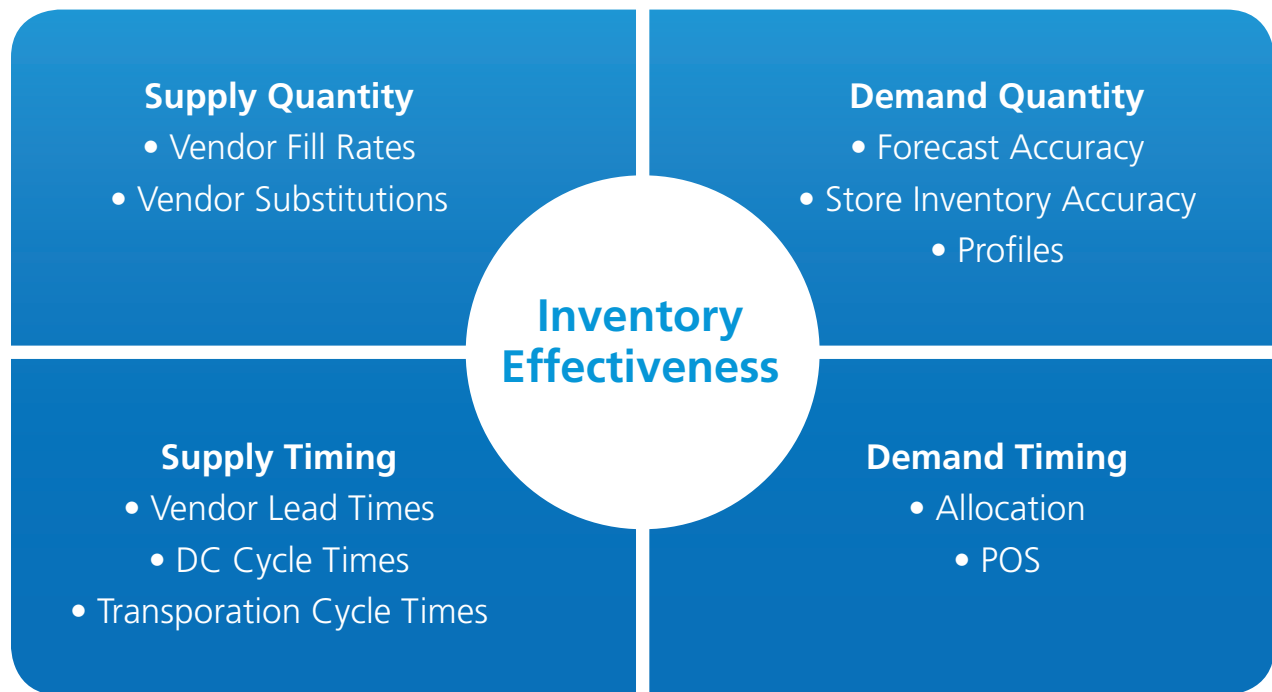 Supply Quantity
• Vendor Fill Rates
• Vendor Substitutions
Demand Quantity
• Forecast Accuracy
• Store Inventory Accuracy
• Profiles
Inventory
Effectiveness
Supply Timing
• Vendor Lead Times
• DC Cycle Times
• Transporation Cycle Times
Demand Timing
• Allocation
• POS